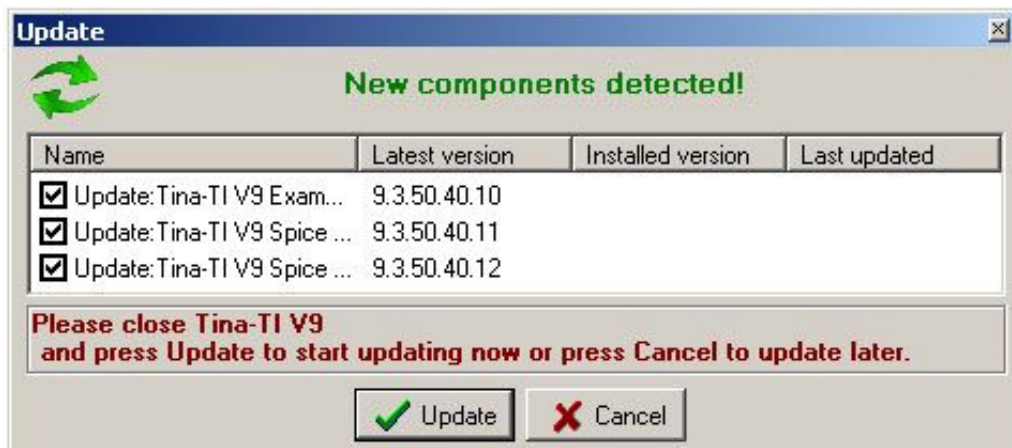 Update
New components detected!
Name Latest version Installed version Last updated
Update:Tina-TI V9 Exam... 9.3.50.40.10
Update:Tina-TI V9 Spice ... 9.3.50.40.11
Update:Tina-TI V9 Spice ... 9.3.50.40.12
Please close Tina-TI V9
and press Update to start updating now or press Cancel to update later.
Update Cancel